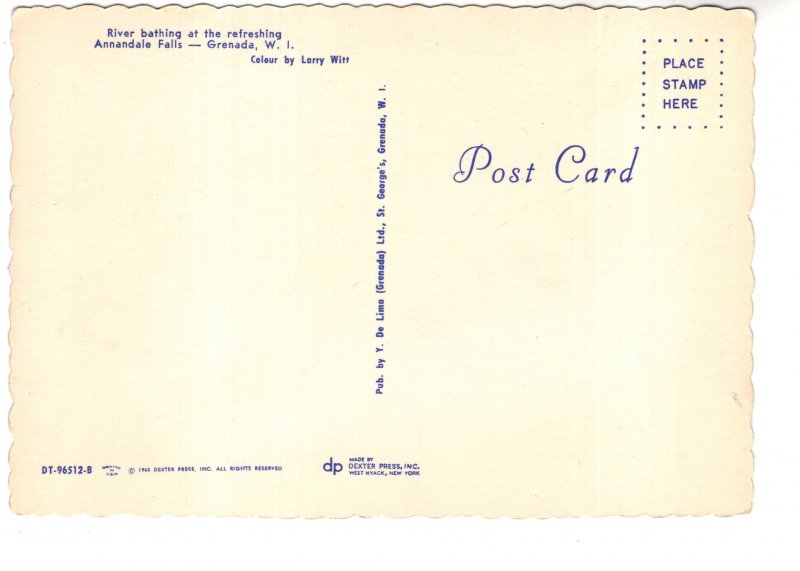 River bathing at the refreshing
Annandale Falls — Grenada, W. I.
Colour by Larry Witt
PLACE
STAMP
HERE
Post Card
Pub. by Y. De Lima (Grenada) Ltd., St. George's, Grenada, W. I.
DT-96512-B
PRINTED
IN
U.S.A.
© 1965 DEXTER PRESS, INC. ALL RIGHTS RESERVED
dp
MADE BY
DEXTER PRESS, INC.
WEST NYACK, NEW YORK